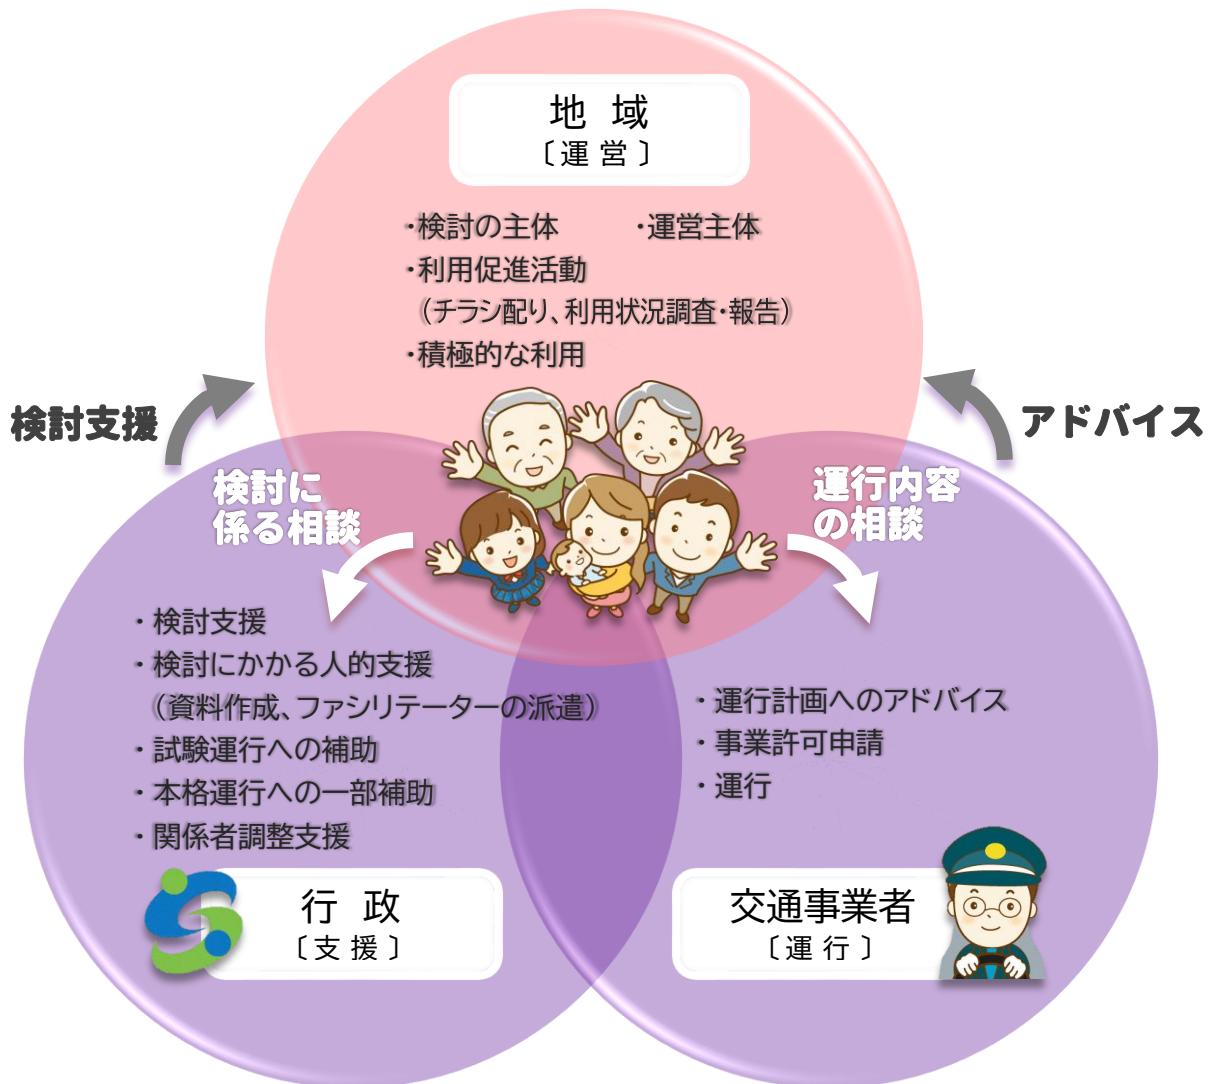 地 域
〔運 営〕
・検討の主体　・運営主体
・利用促進活動
（チラシ配り、利用状況調査・報告）
・積極的な利用
検討支援
アドバイス
検討に
係る相談
運行内容
の相談
・検討支援
・検討にかかる人的支援
（資料作成、ファシリテーターの派遣）
・試験運行への補助
・本格運行への一部補助
・関係者調整支援
行 政
〔支 援〕
・運行計画へのアドバイス
・事業許可申請
・運行
交通事業者
〔運 行〕